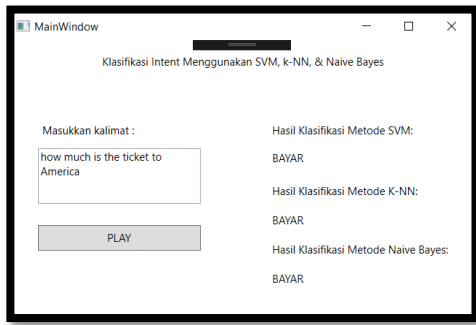 MainWindow
Klasifikasi Intent Menggunakan SVM, k-NN, & Naive Bayes
Masukkan kalimat :
how much is the ticket to
America
PLAY
Hasil Klasifikasi Metode SVM:
BAYAR
Hasil Klasifikasi Metode K-NN:
BAYAR
Hasil Klasifikasi Metode Naive Bayes:
BAYAR